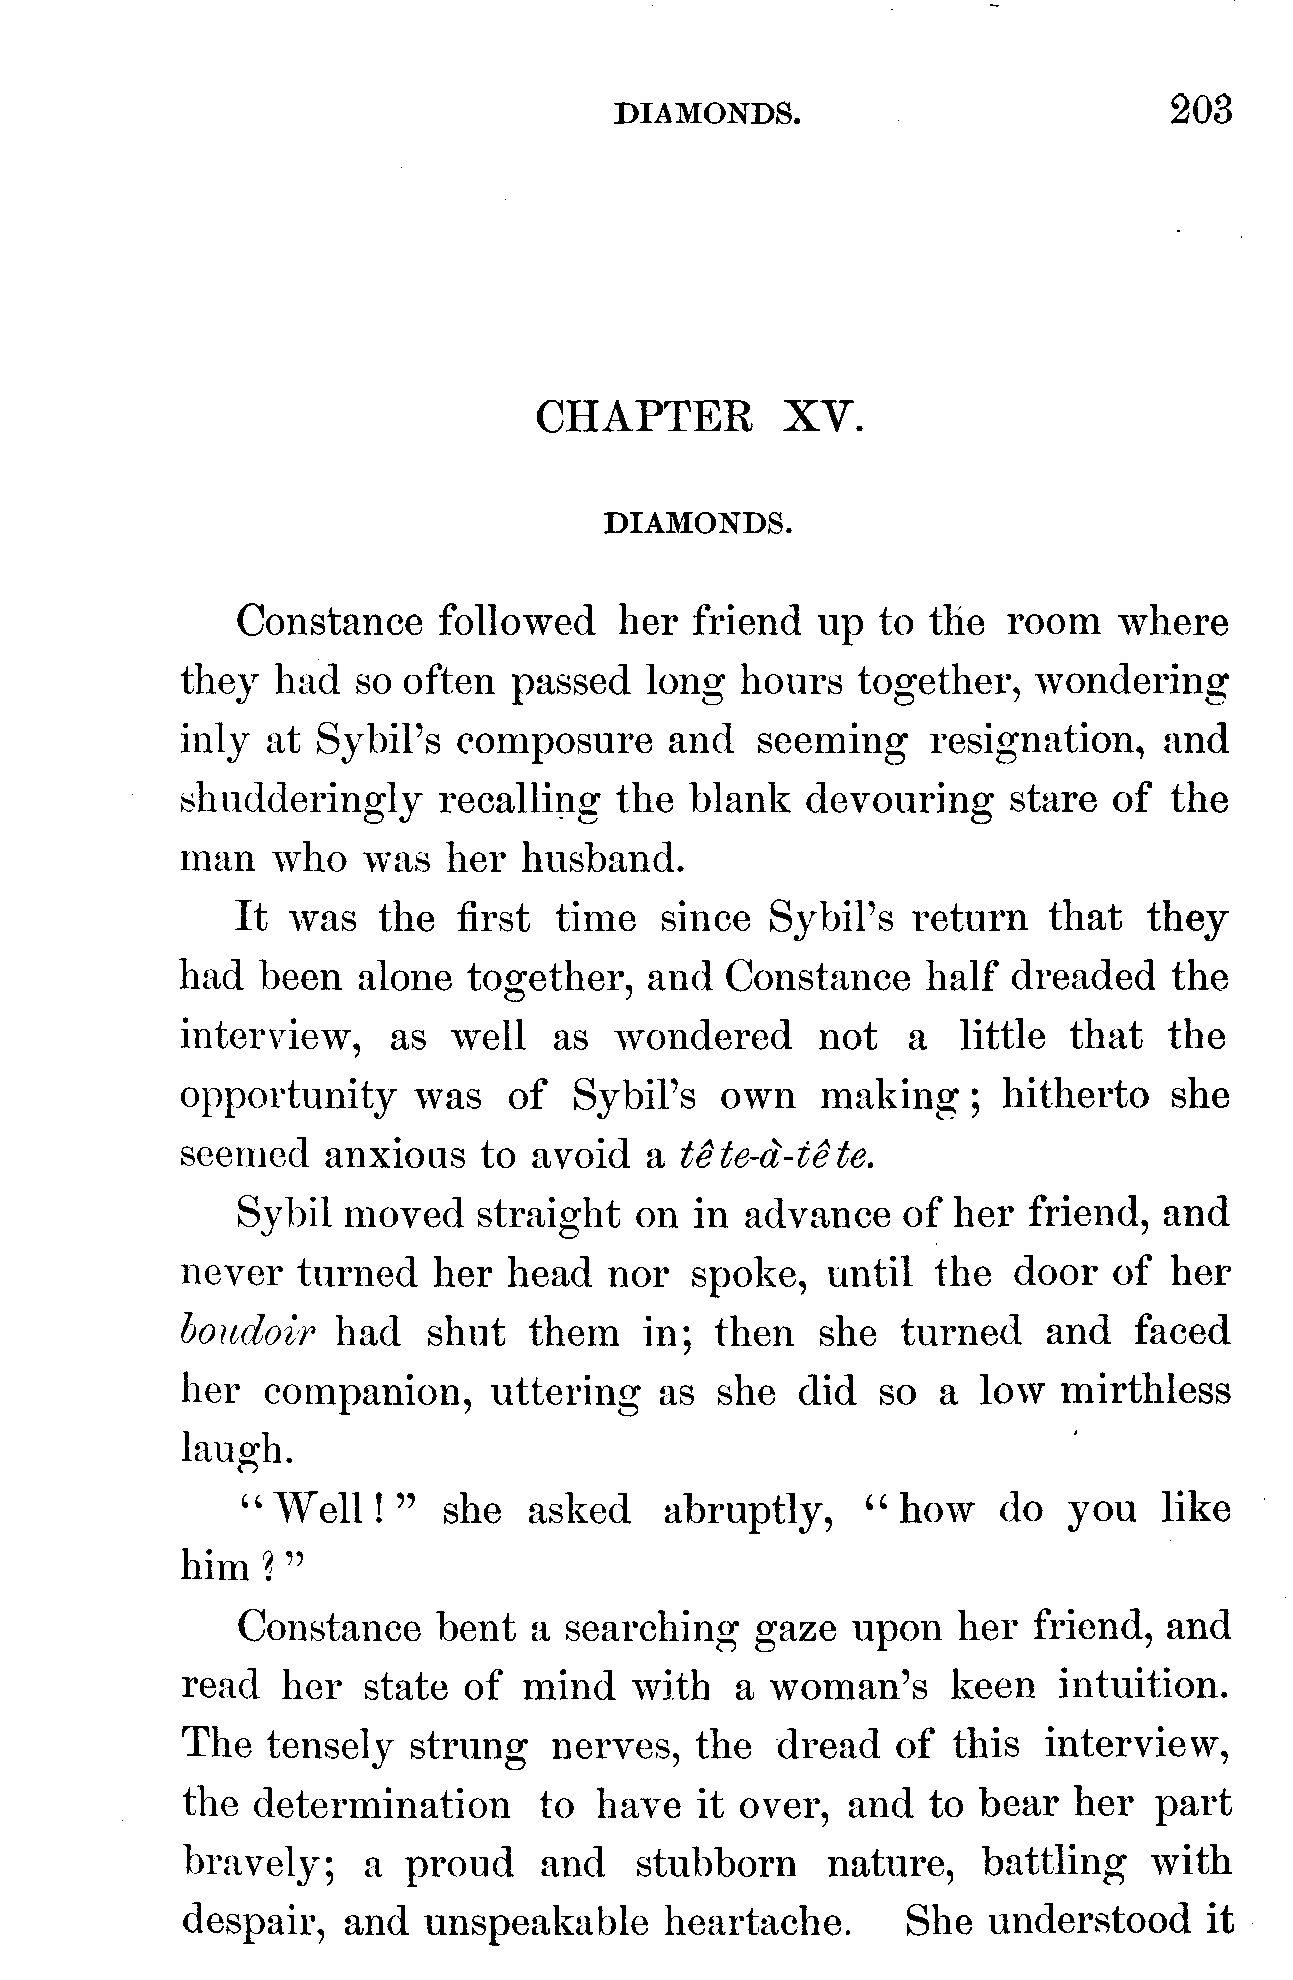 DIAMONDS. 203
CHAPTER XV.
DIAMONDS.
Constance followed her friend up to the room where
they had so often passed long hours together, wondering
inly at Sybil's composure and seeming resignation, and
shudderingly recalling the blank devouring stare of the
man who was her husband.
It was the first time since Sybil's return that they
had been alone together, and Constance half dreaded the
interview, as well as wondered not a little that the
opportunity was of Sybil's own making; hitherto she
seemed anxious to avoid a tête-à-tête.
Sybil moved straight on in advance of her friend, and
never turned her head nor spoke, until the door of her
boudoir had shut them in; then she turned and faced
her companion, uttering as she did so a low mirthless
laugh.
"Well!" she asked abruptly, "how do you like
him?"
Constance bent a searching gaze upon her friend, and
read her state of mind with a woman's keen intuition.
The tensely strung nerves, the dread of this interview,
the determination to have it over, and to bear her part
bravely; a proud and stubborn nature, battling with
despair, and unspeakable heartache. She understood it